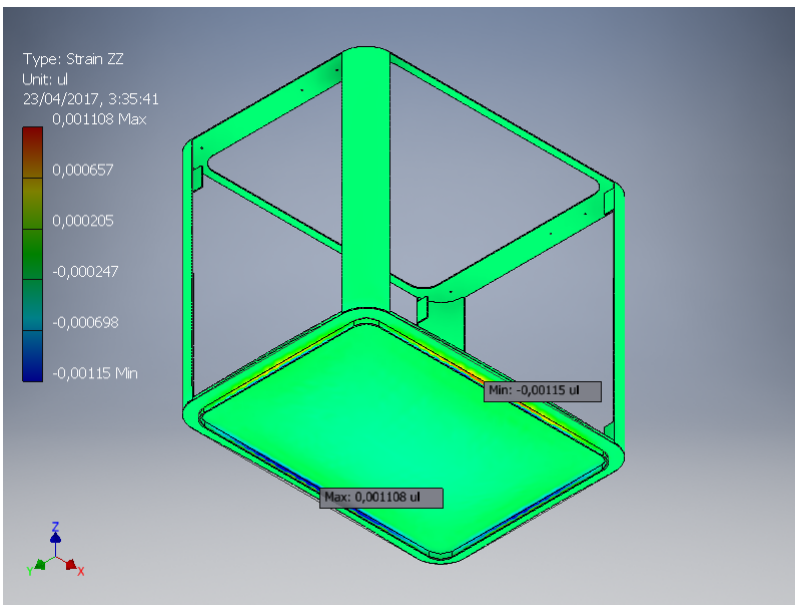 Type: Strain ZZ
Unit: ul
23/04/2017, 3:35:41
0,001108 Max
0,000657
0,000205
-0,000247
-0,000698
-0,00115 Min
Min: -0,00115 ul
Max: 0,001108 ul
Z
Y
X